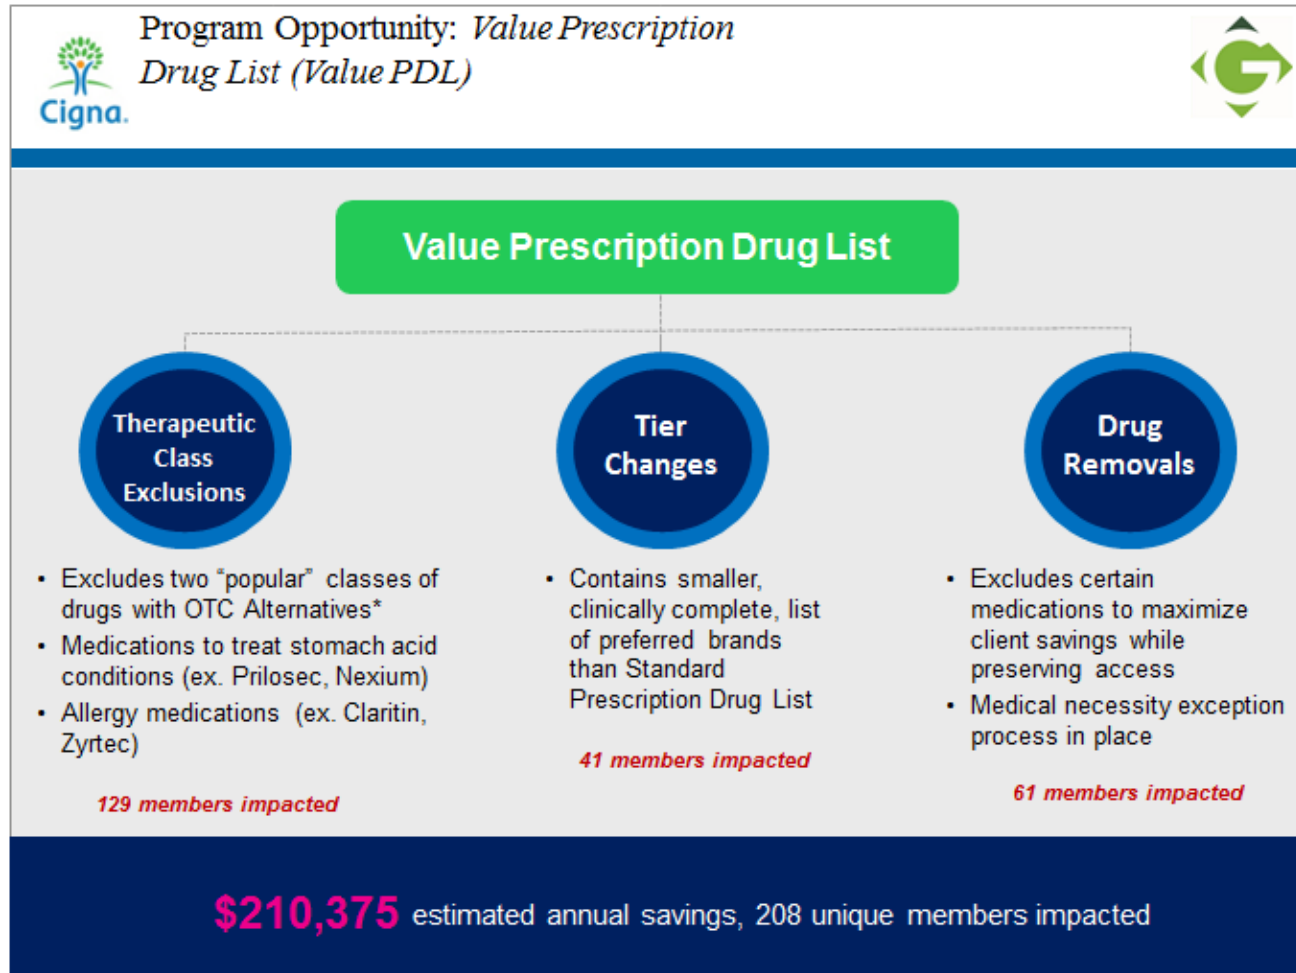 Program Opportunity: Value Prescription
Drug List (Value PDL)
Cigna.
G
Value Prescription Drug List
Therapeutic
Class
Exclusions
• Excludes two “popular” classes of
drugs with OTC Alternatives*
• Medications to treat stomach acid
conditions (ex. Prilosec, Nexium)
• Allergy medications (ex. Claritin,
Zyrtec)
129 members impacted
Tier
Changes
• Contains smaller,
clinically complete, list
of preferred brands
than Standard
Prescription Drug List
41 members impacted
Drug
Removals
• Excludes certain
medications to maximize
client savings while
preserving access
• Medical necessity exception
process in place
61 members impacted
$210,375 estimated annual savings, 208 unique members impacted